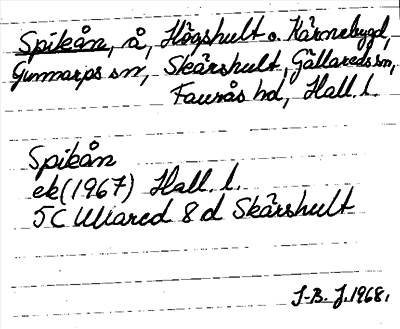 Spikån, å, Högshult o. Kärnebygd,
Gunnarps sn, Skärshult, Gällareds sn,
Faurås hd, Hall. l.
Spikån
ek (1967) Hall. l.
5C Ullared 8 d Skärshult
I-B. J. 1968.